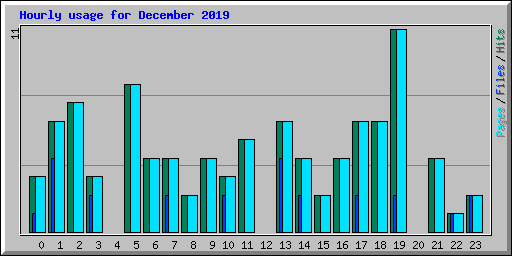 Hourly usage for December 2019
11
Pages / Files / Hits
0 1 2 3 4 5 6 7 8 9 10 11 12 13 14 15 16 17 18 19 20 21 22 23